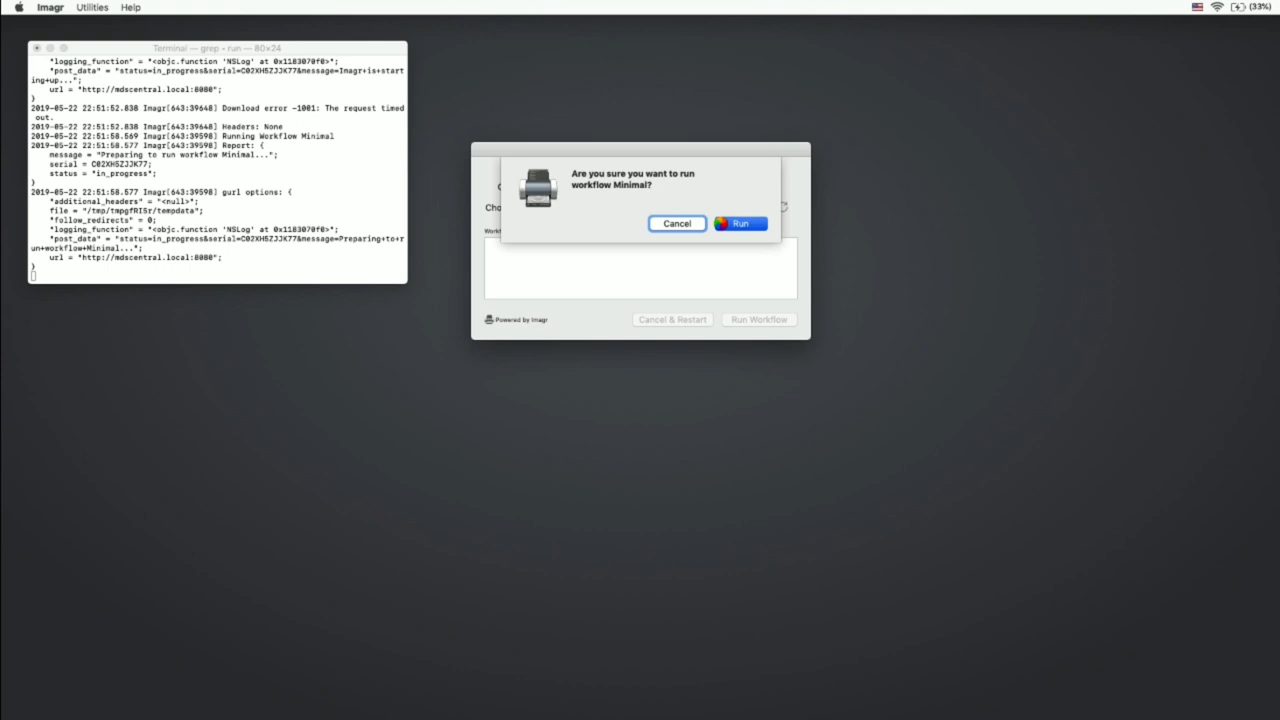 Imagr Utilities Help (33%)
Terminal — grep - run — 80×24
"logging_function" = "<objc.function 'NSLog' at 0x1183070f0>";
"post_data" = "status=in_progress&serial=C02XH5ZJJK77&message=Imagr+is+start
ing+up...";
url = "http://mdscentral.local:8080";
}
2019-05-22 22:51:52.838 Imagr[643:39648] Download error -1001: The request timed
out.
2019-05-22 22:51:52.838 Imagr[643:39648] Headers: None
2019-05-22 22:51:58.569 Imagr[643:39598] Running Workflow Minimal
2019-05-22 22:51:58.577 Imagr[643:39598] Report: {
message = "Preparing to run workflow Minimal...";
serial = C02XH5ZJJK77;
status = "in_progress";
}
2019-05-22 22:51:58.577 Imagr[643:39598] gurl options: {
"additional_headers" = "<null>";
file = "/tmp/tmpgfRI5r/tempdata";
"follow_redirects" = 0;
"logging_function" = "<objc.function 'NSLog' at 0x1183070f0>";
"post_data" = "status=in_progress&serial=C02XH5ZJJK77&message=Preparing+to+r
un+workflow+Minimal...";
url = "http://mdscentral.local:8080";
}
Are you sure you want to run
workflow Minimal?
Cancel Run
Cho
Workf
Powered by Imagr
Cancel & Restart Run Workflow